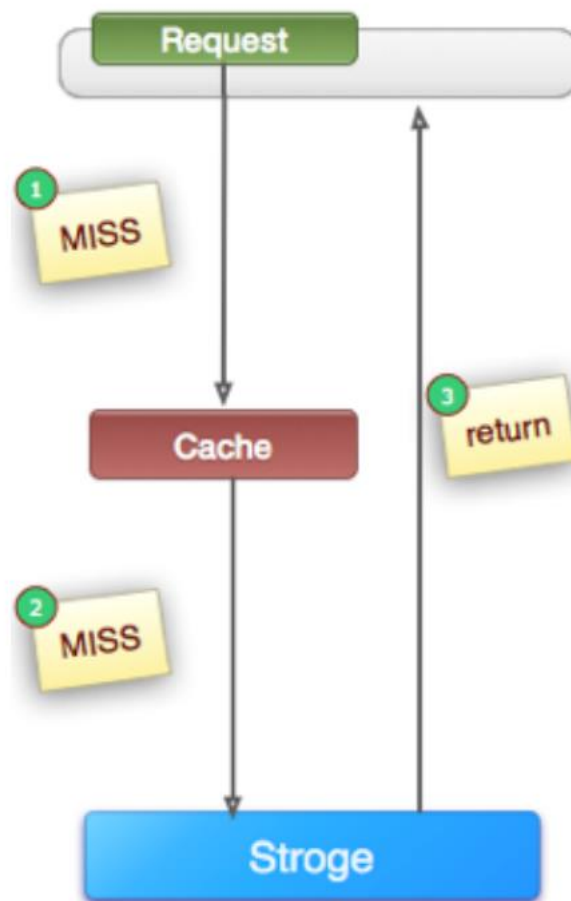 Request
1
MISS
Cache
3
return
2
MISS
Stroge